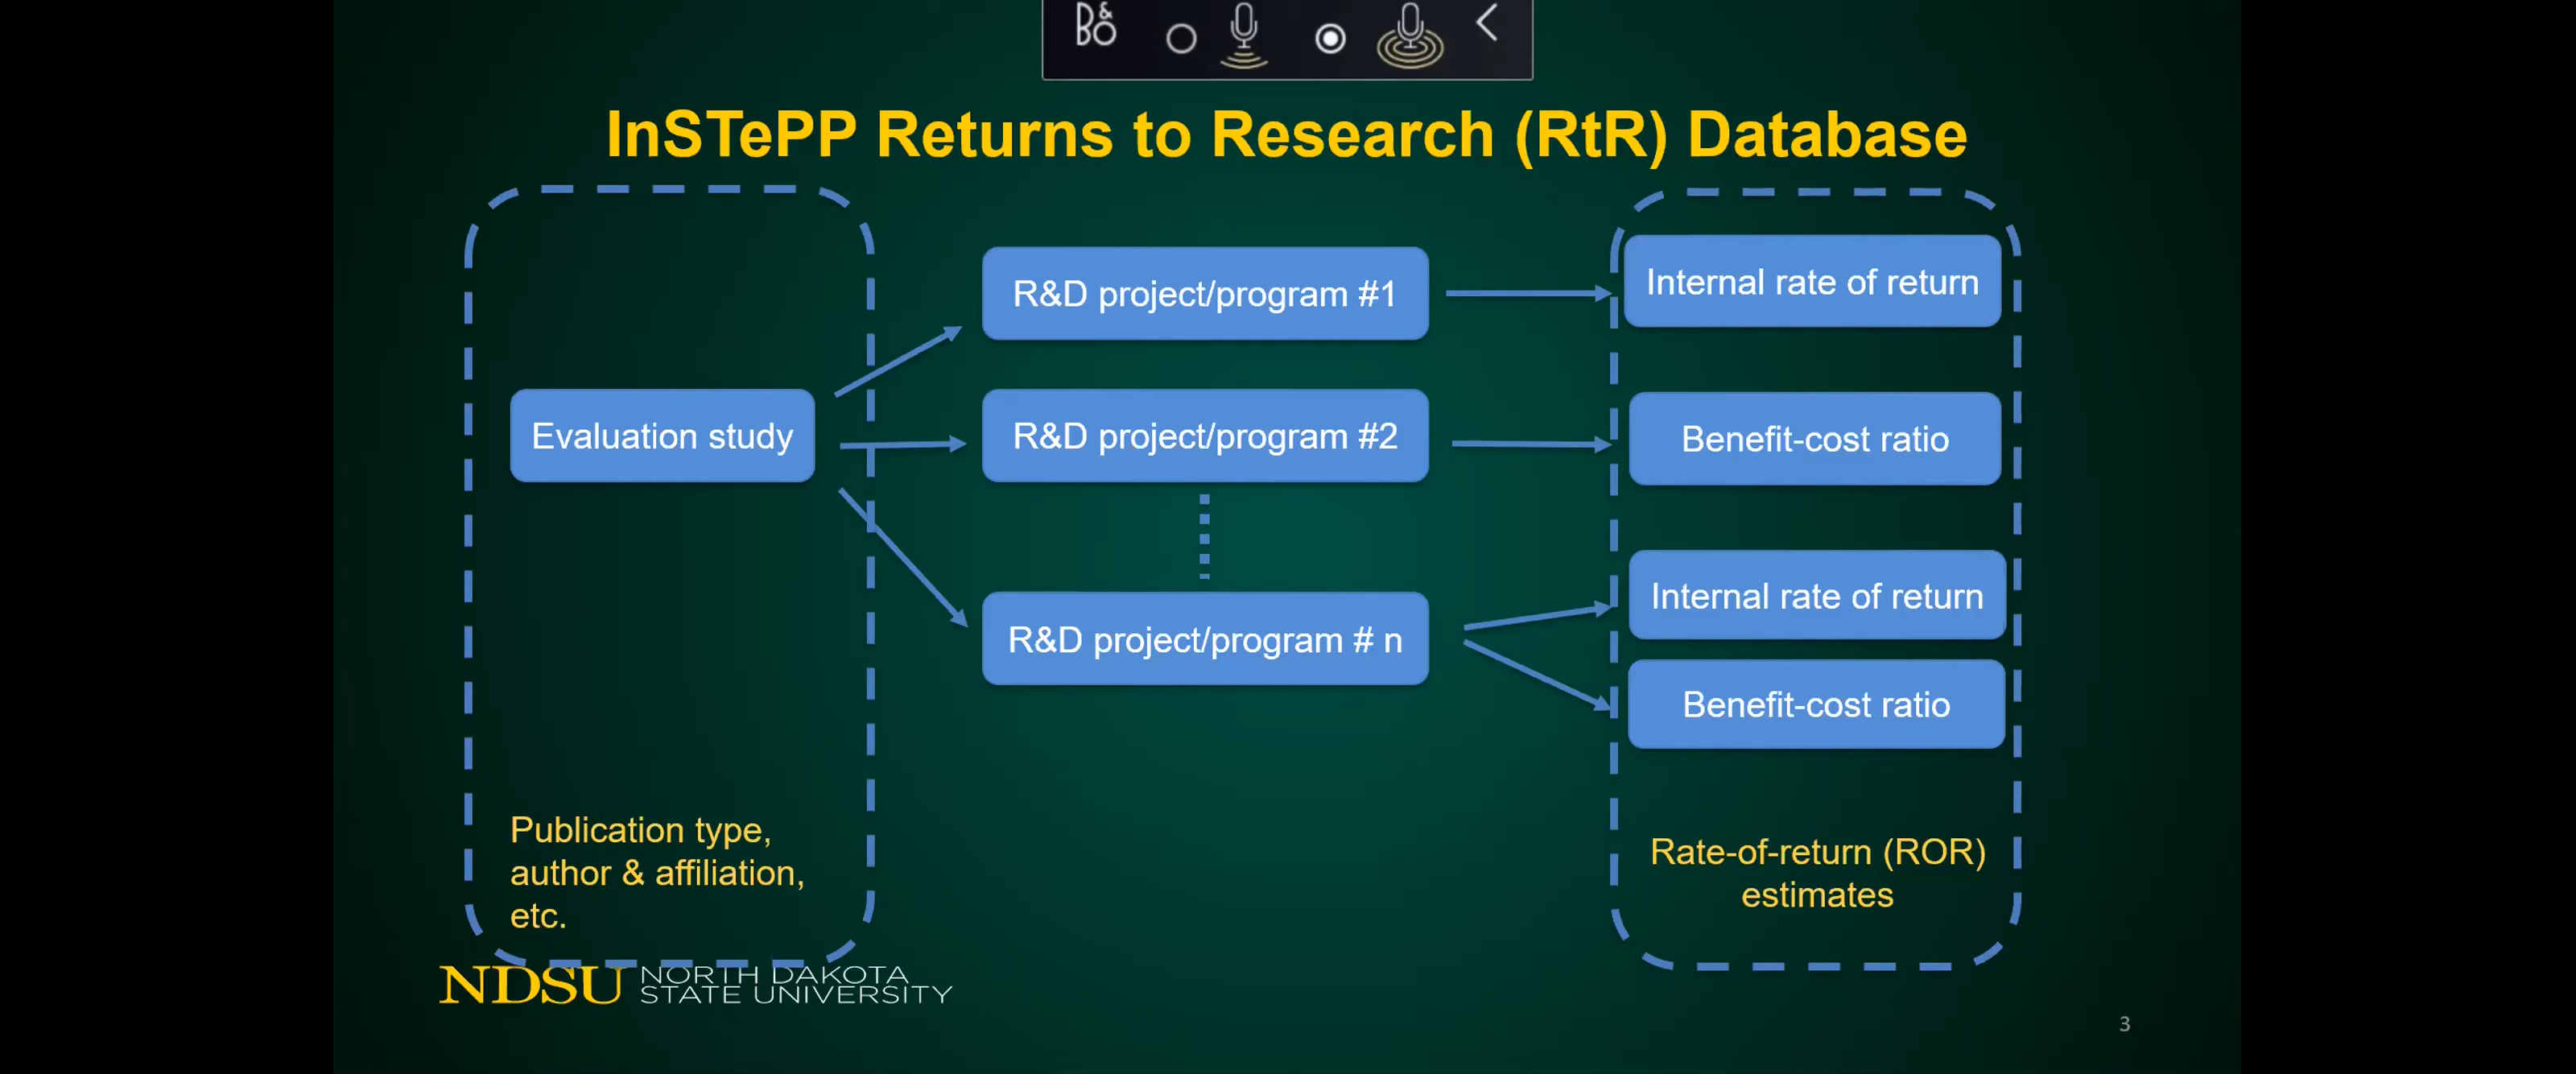 B&O
InSTePP Returns to Research (RtR) Database
Evaluation study
Publication type,
author & affiliation,
etc.
R&D project/program #1
R&D project/program #2
R&D project/program # n
Internal rate of return
Benefit-cost ratio
Internal rate of return
Benefit-cost ratio
Rate-of-return (ROR)
estimates
NDSU NORTH DAKOTA
STATE UNIVERSITY
3